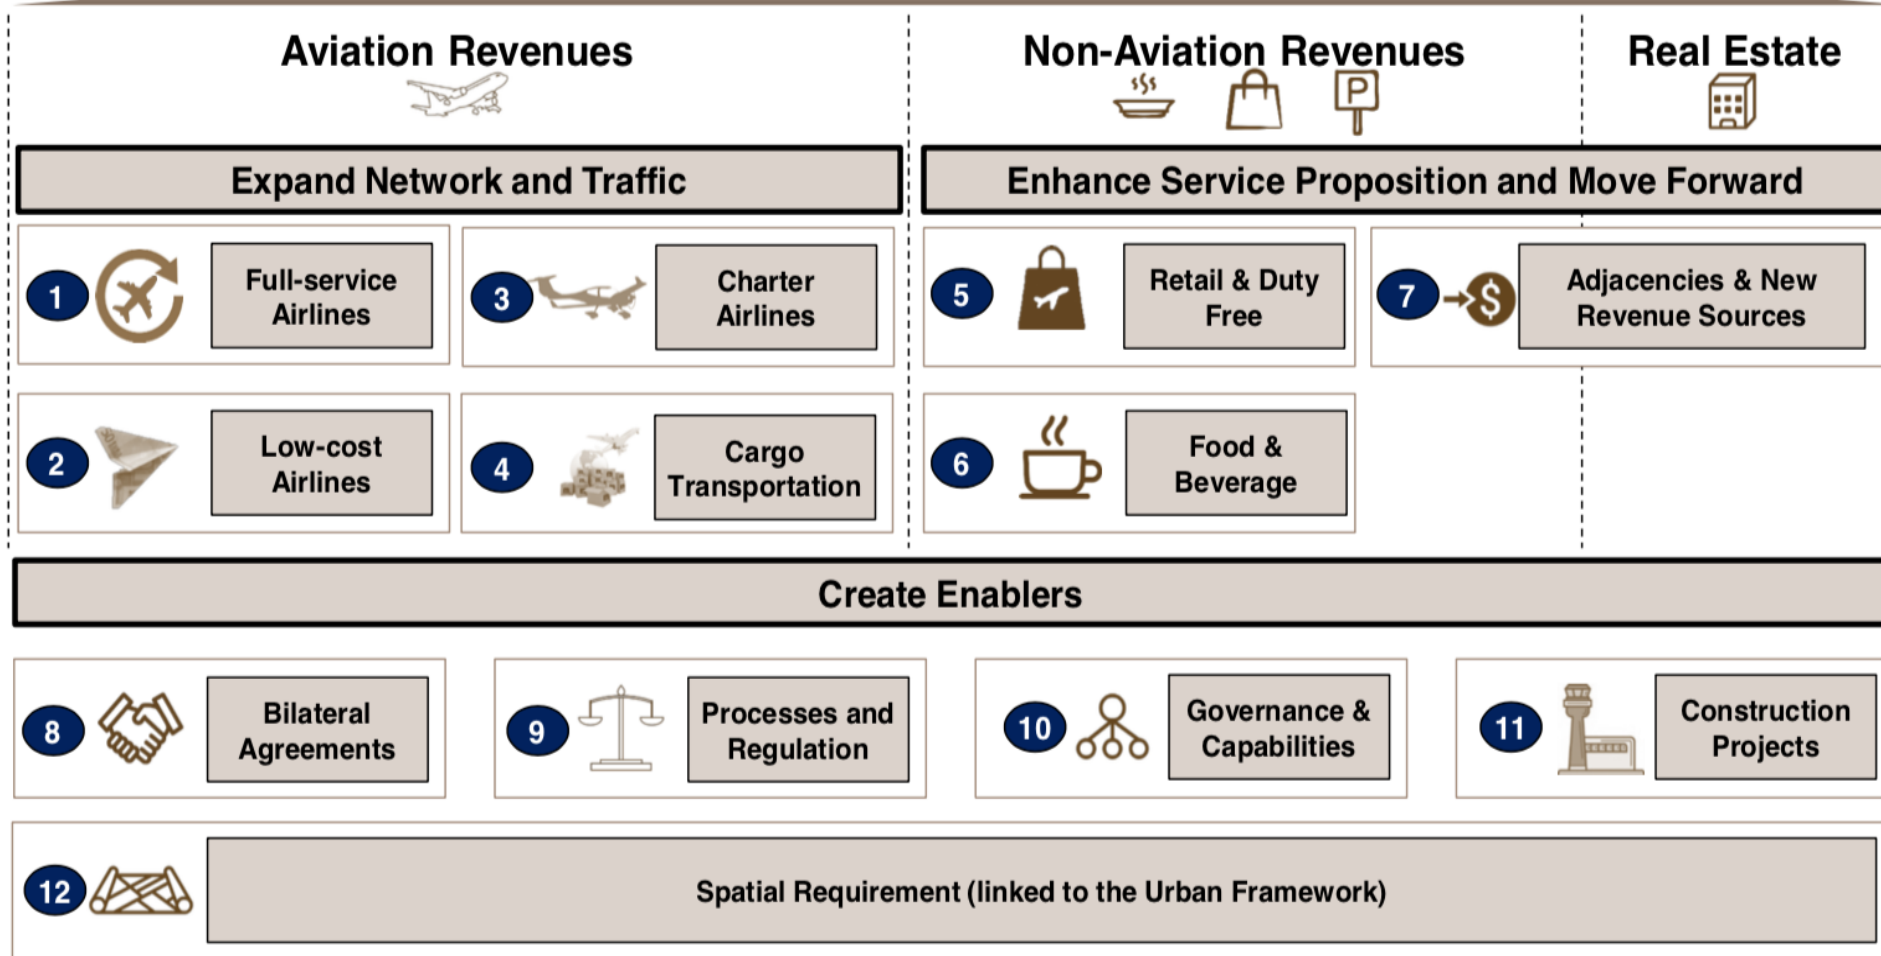 Aviation Revenues
Non-Aviation Revenues
Real Estate
P
Expand Network and Traffic
Enhance Service Proposition and Move Forward
1
Full-service
Airlines
3
Charter
Airlines
5
Retail & Duty
Free
7
$
Adjacencies & New
Revenue Sources
2
Low-cost
Airlines
4
Cargo
Transportation
6
Food &
Beverage
Create Enablers
8
Bilateral
Agreements
9
Processes and
Regulation
10
Governance &
Capabilities
11
Construction
Projects
12
Spatial Requirement (linked to the Urban Framework)